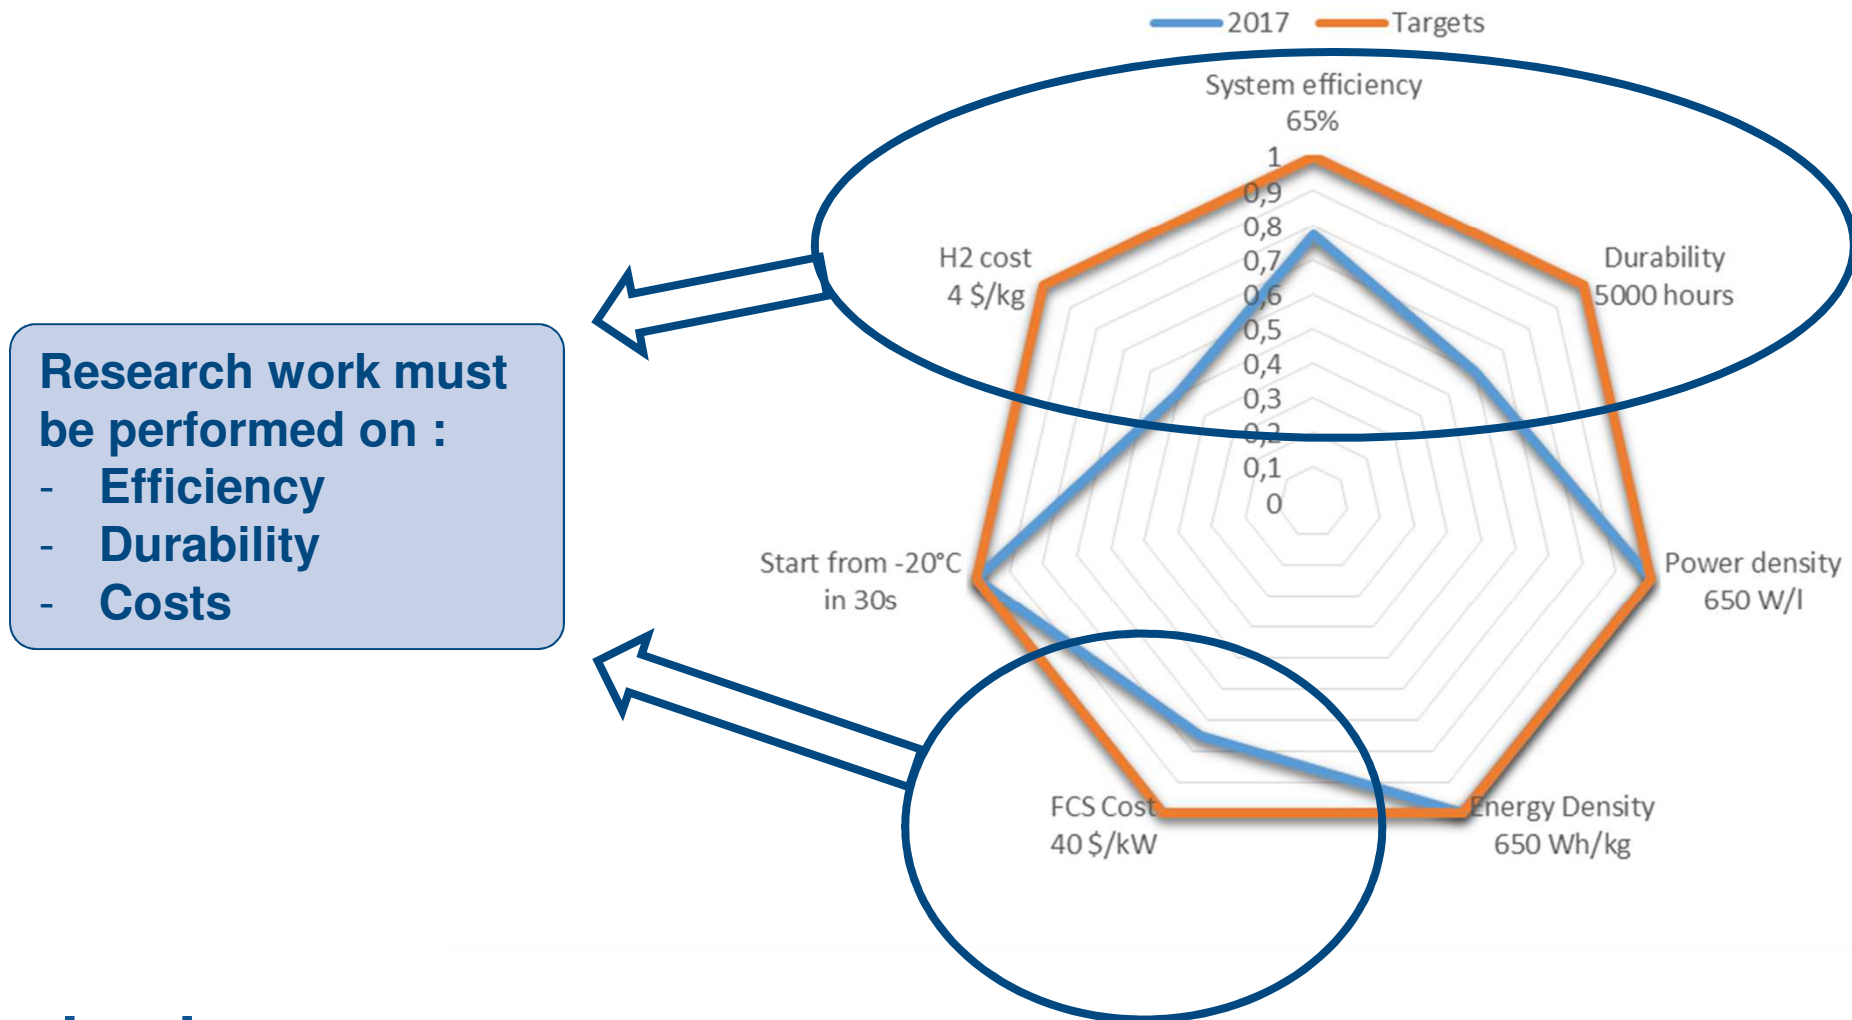 2017 Targets
System efficiency
65%
1
0,9
0,8
0,7
0,6
0,5
0,4
0,3
0,2
0,1
0
H2 cost
4 $/kg
Durability
5000 hours
Research work must
be performed on :
- Efficiency
- Durability
- Costs
Start from -20°C
in 30s
Power density
650 W/l
FCS Cost
40 $/kW
Energy Density
650 Wh/kg